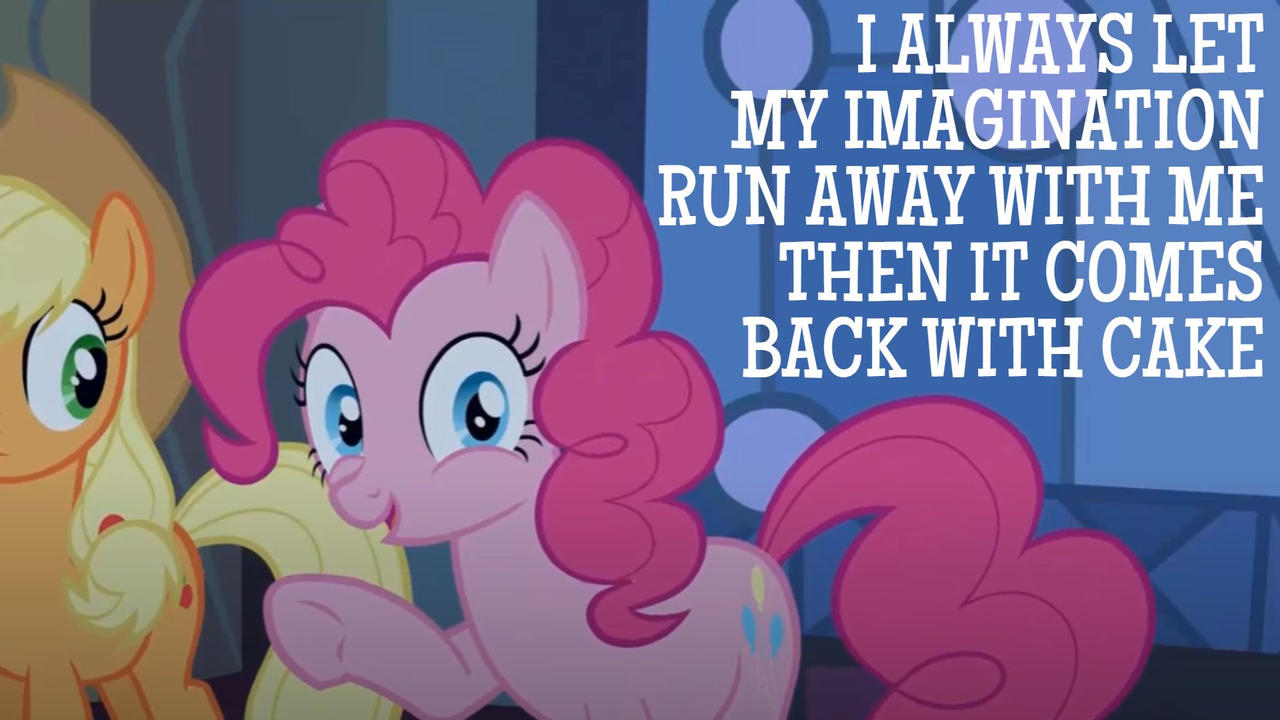 I ALWAYS LET
MY IMAGINATION
RUN AWAY WITH ME
THEN IT COMES
BACK WITH CAKE